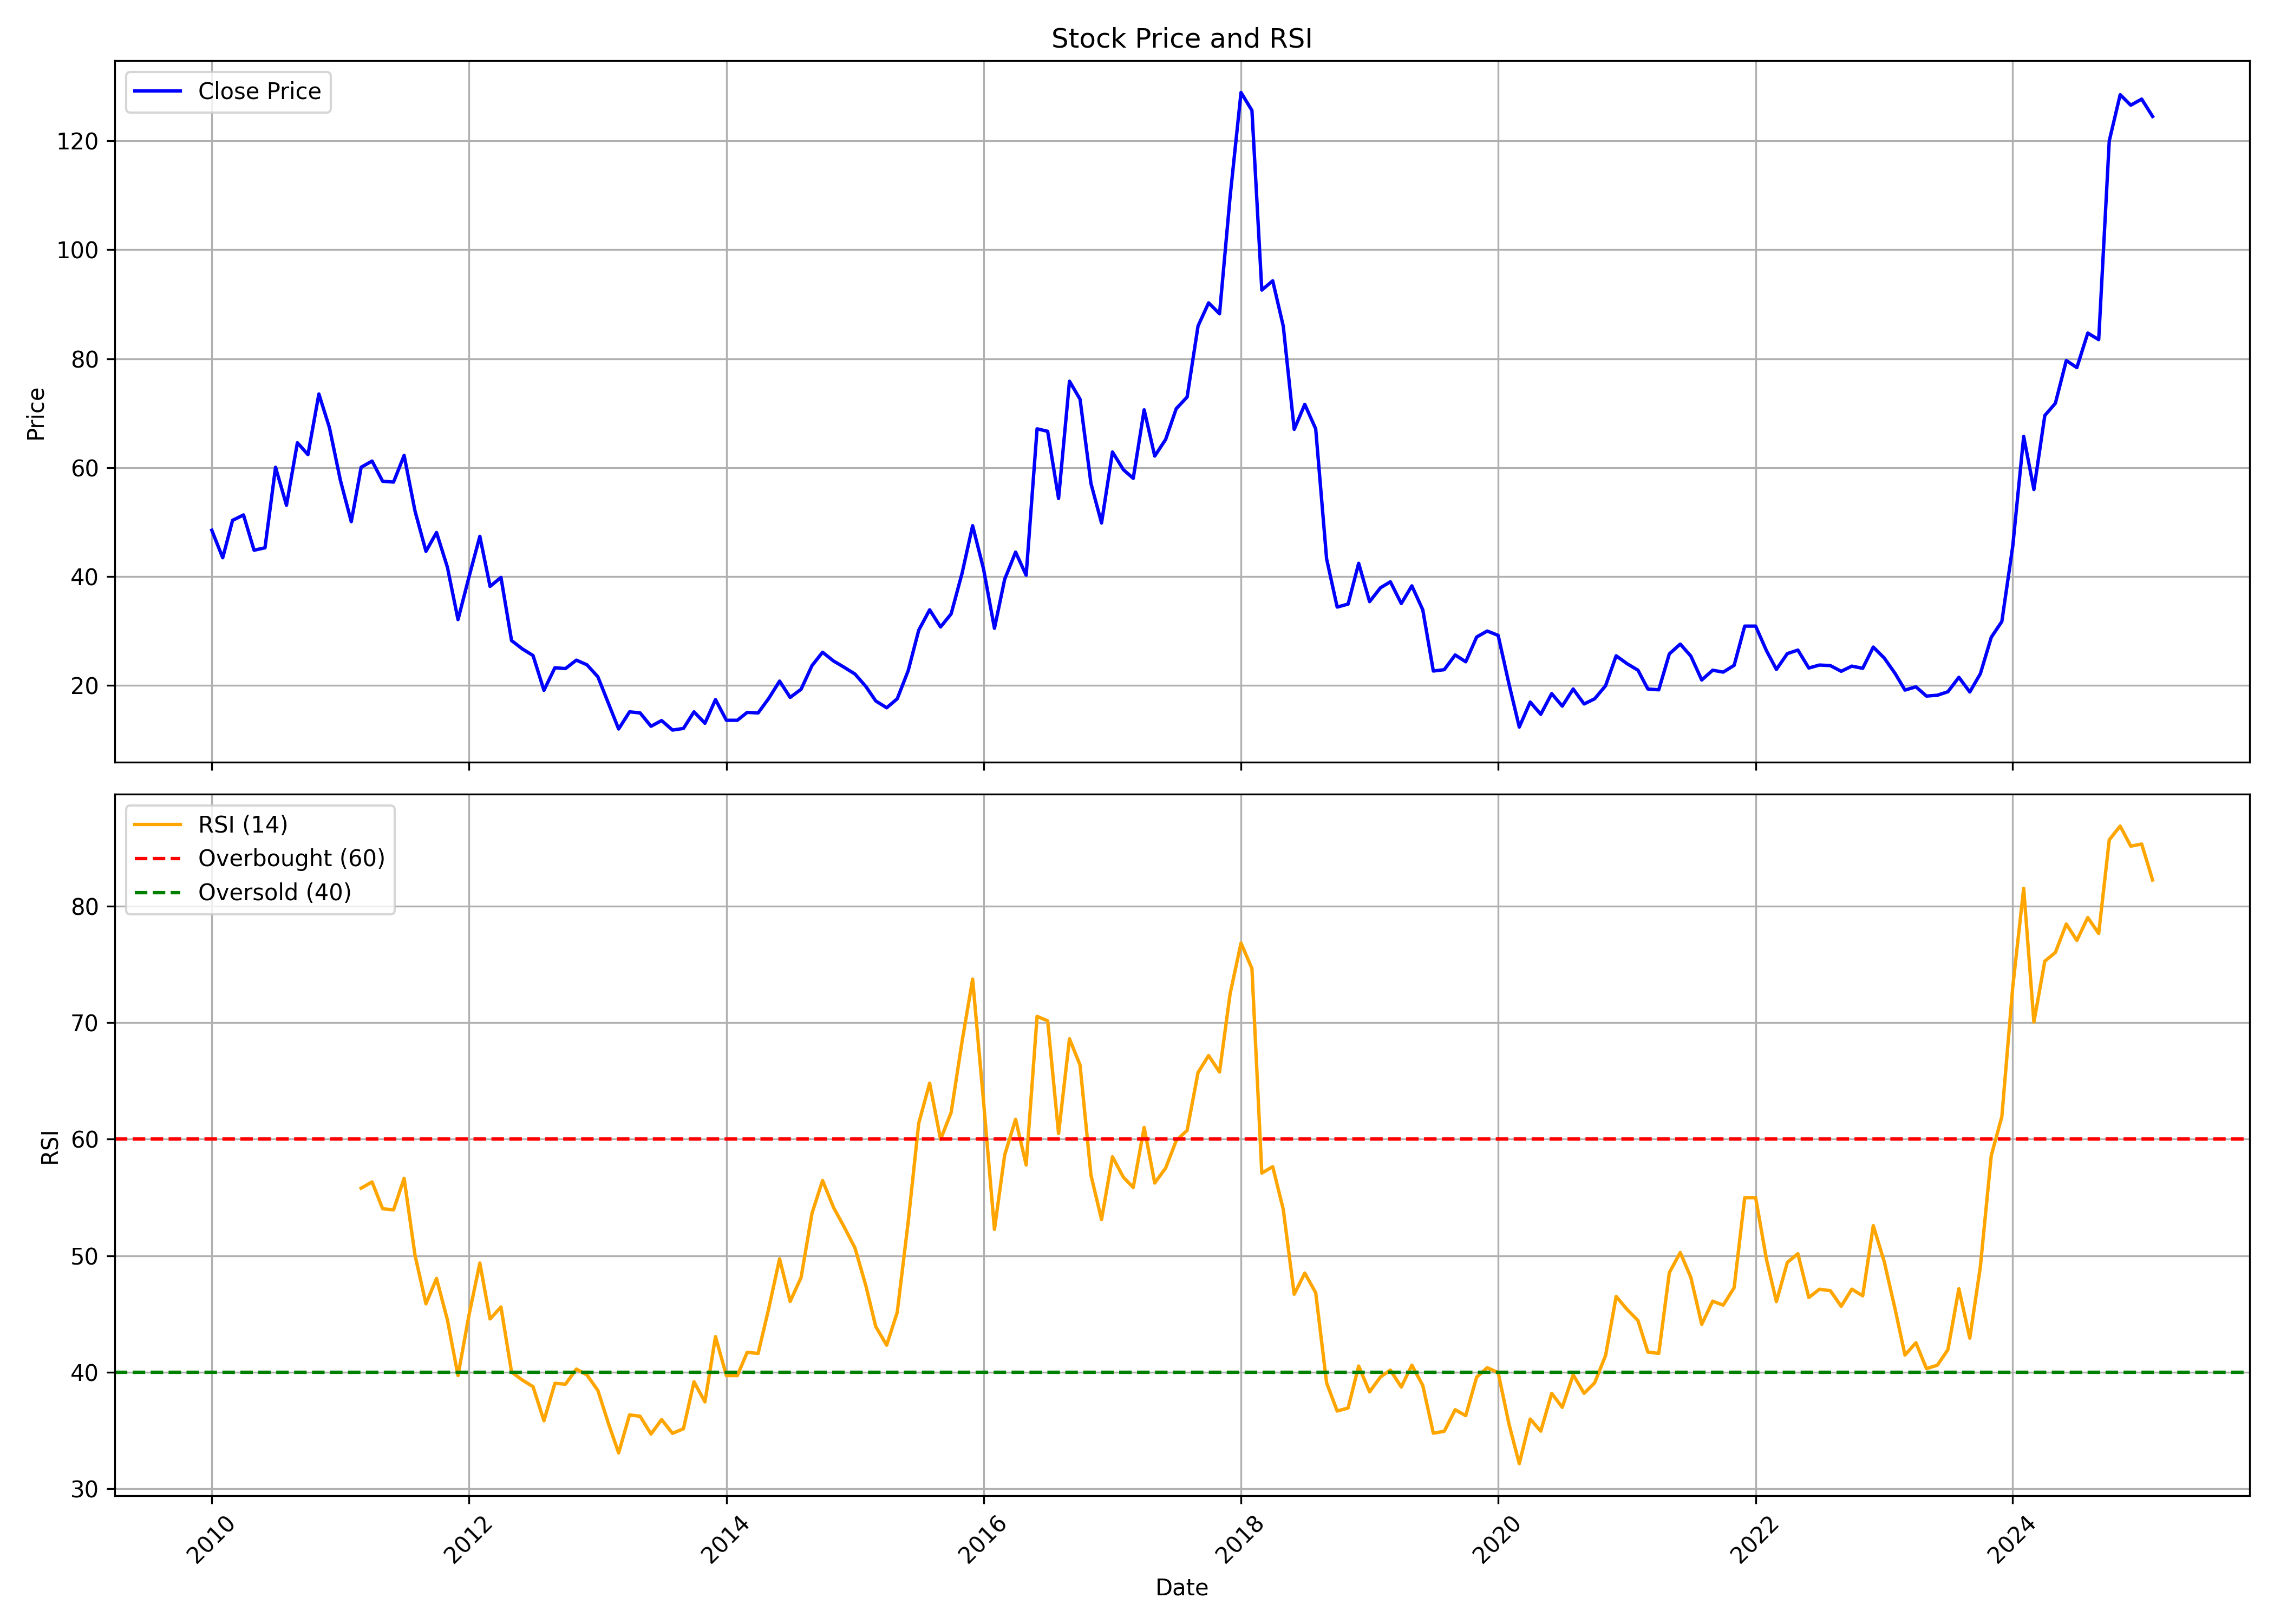 Stock Price and RSI
Close Price
Price
120
100
80
60
40
20
RSI (14)
Overbought (60)
Oversold (40)
RSI
80
70
60
50
40
30
2010
2012
2014
2016
2018
2020
2022
2024
Date